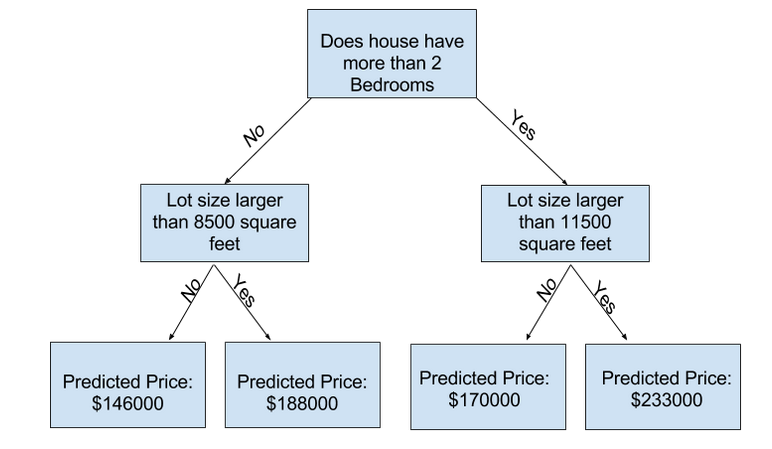 Does house have
more than 2
Bedrooms
No
Yes
Lot size larger
than 8500 square
feet
Lot size larger
than 11500
square feet
No
Yes
No
Yes
Predicted Price:
$146000
Predicted Price:
$188000
Predicted Price:
$170000
Predicted Price:
$233000